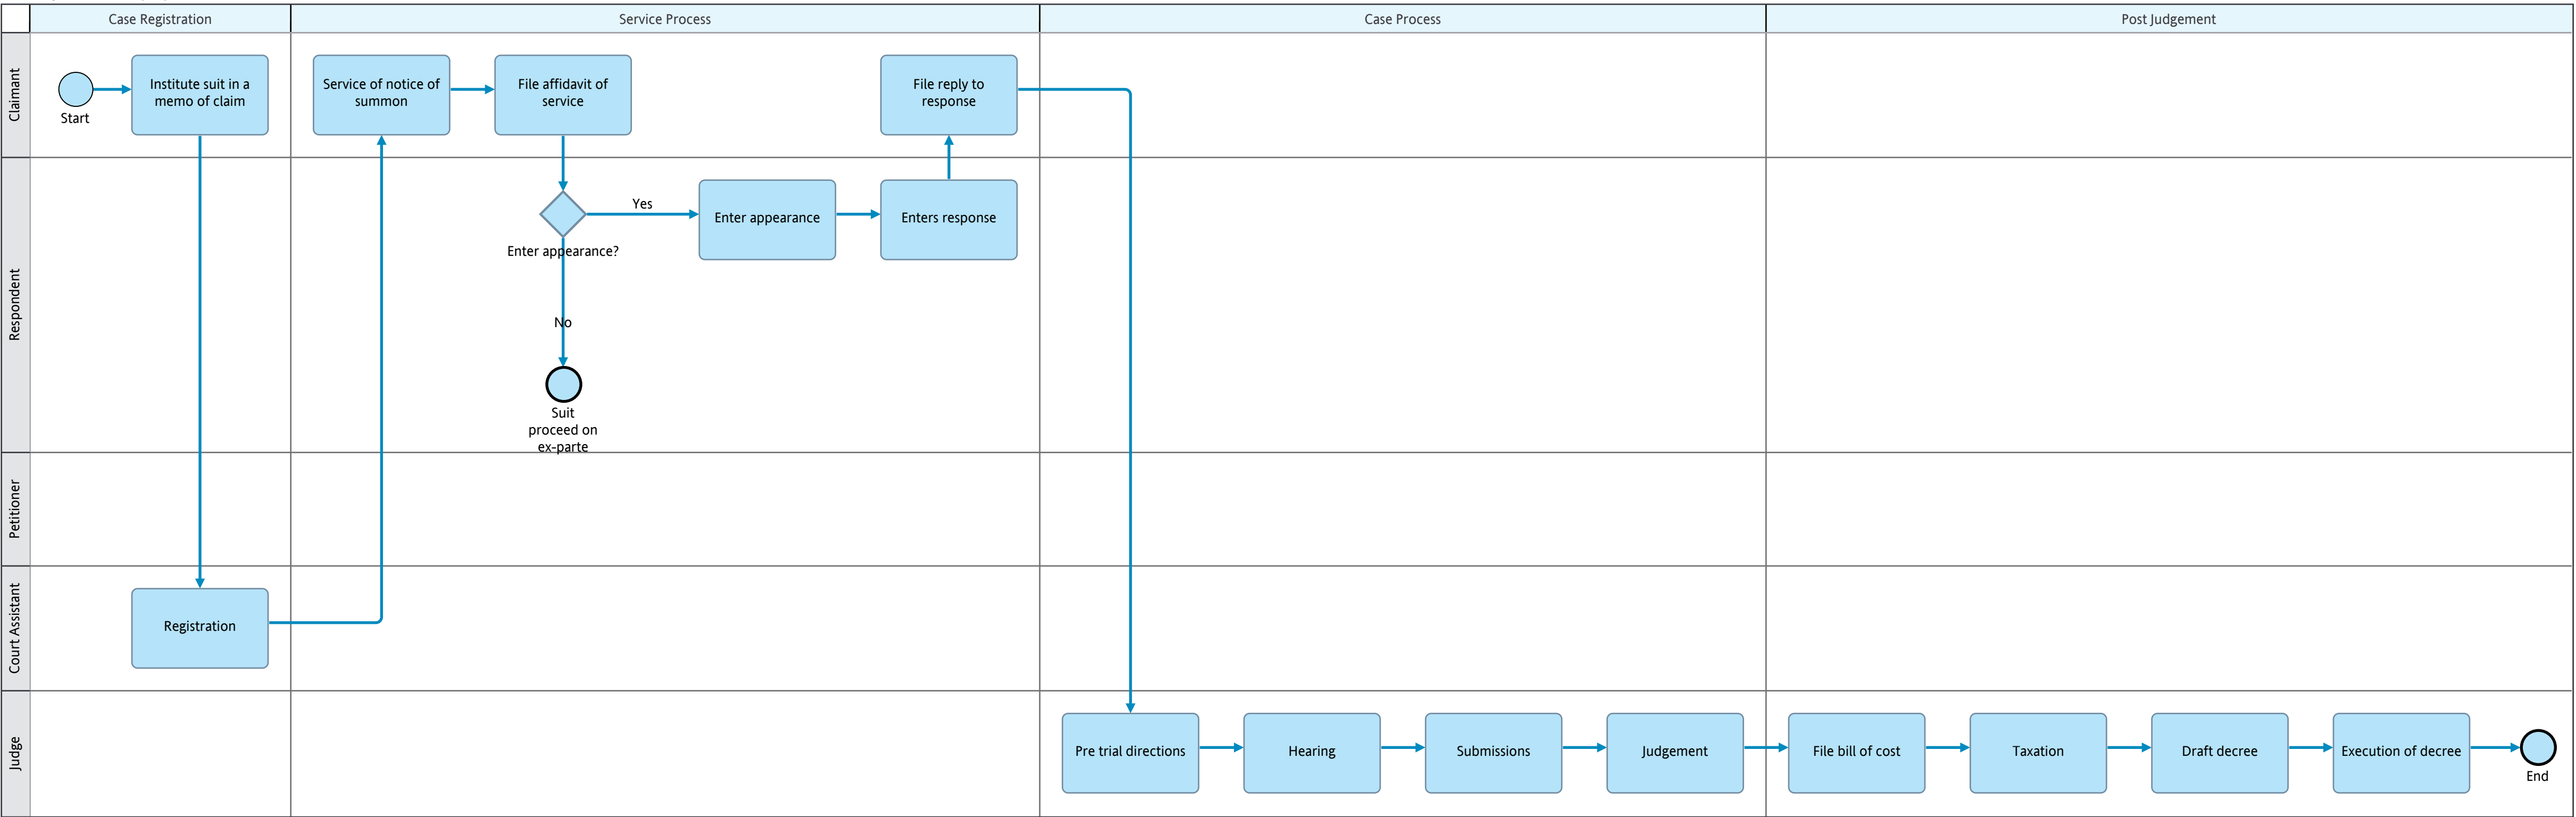 Case Registration
Service Process
Case Process
Post Judgement
Claimant
Start
Institute suit in a
memo of claim
Service of notice of
summon
File affidavit of
service
File reply to
response
Respondent
Enter appearance?
Yes
Enter appearance
Enters response
No
Suit
proceed on
ex-parte
Petitioner
Court Assistant
Registration
Judge
Pre trial directions
Hearing
Submissions
Judgement
File bill of cost
Taxation
Draft decree
Execution of decree
End